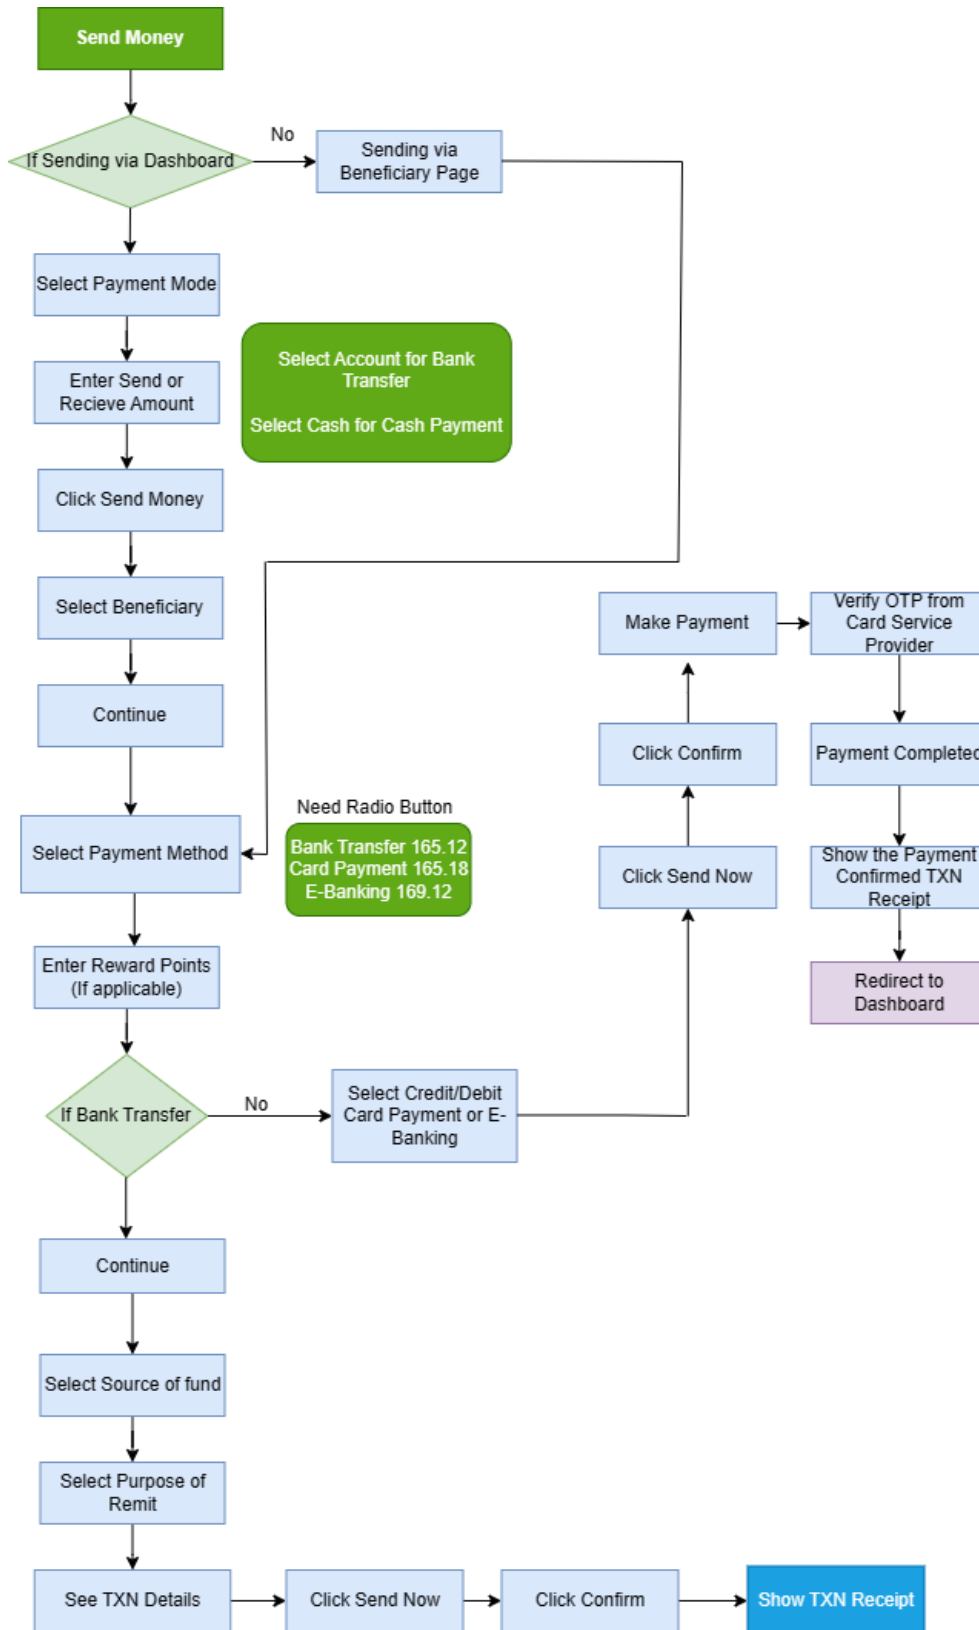 Send Money
If Sending via Dashboard
No
Sending via
Beneficiary Page
Select Payment Mode
Enter Send or
Recieve Amount
Select Account for Bank
Transfer
Select Cash for Cash Payment
Click Send Money
Select Beneficiary
Continue
Make Payment
Verify OTP from
Card Service
Provider
Click Confirm
Payment Completed
Select Payment Method
Need Radio Button
Bank Transfer 165.12
Card Payment 165.18
E-Banking 169.12
Click Send Now
Show the Payment
Confirmed TXN
Receipt
Enter Reward Points
(If applicable)
Redirect to
Dashboard
If Bank Transfer
No
Select Credit/Debit
Card Payment or E-
Banking
Continue
Select Source of fund
Select Purpose of
Remit
See TXN Details
Click Send Now
Click Confirm
Show TXN Receipt